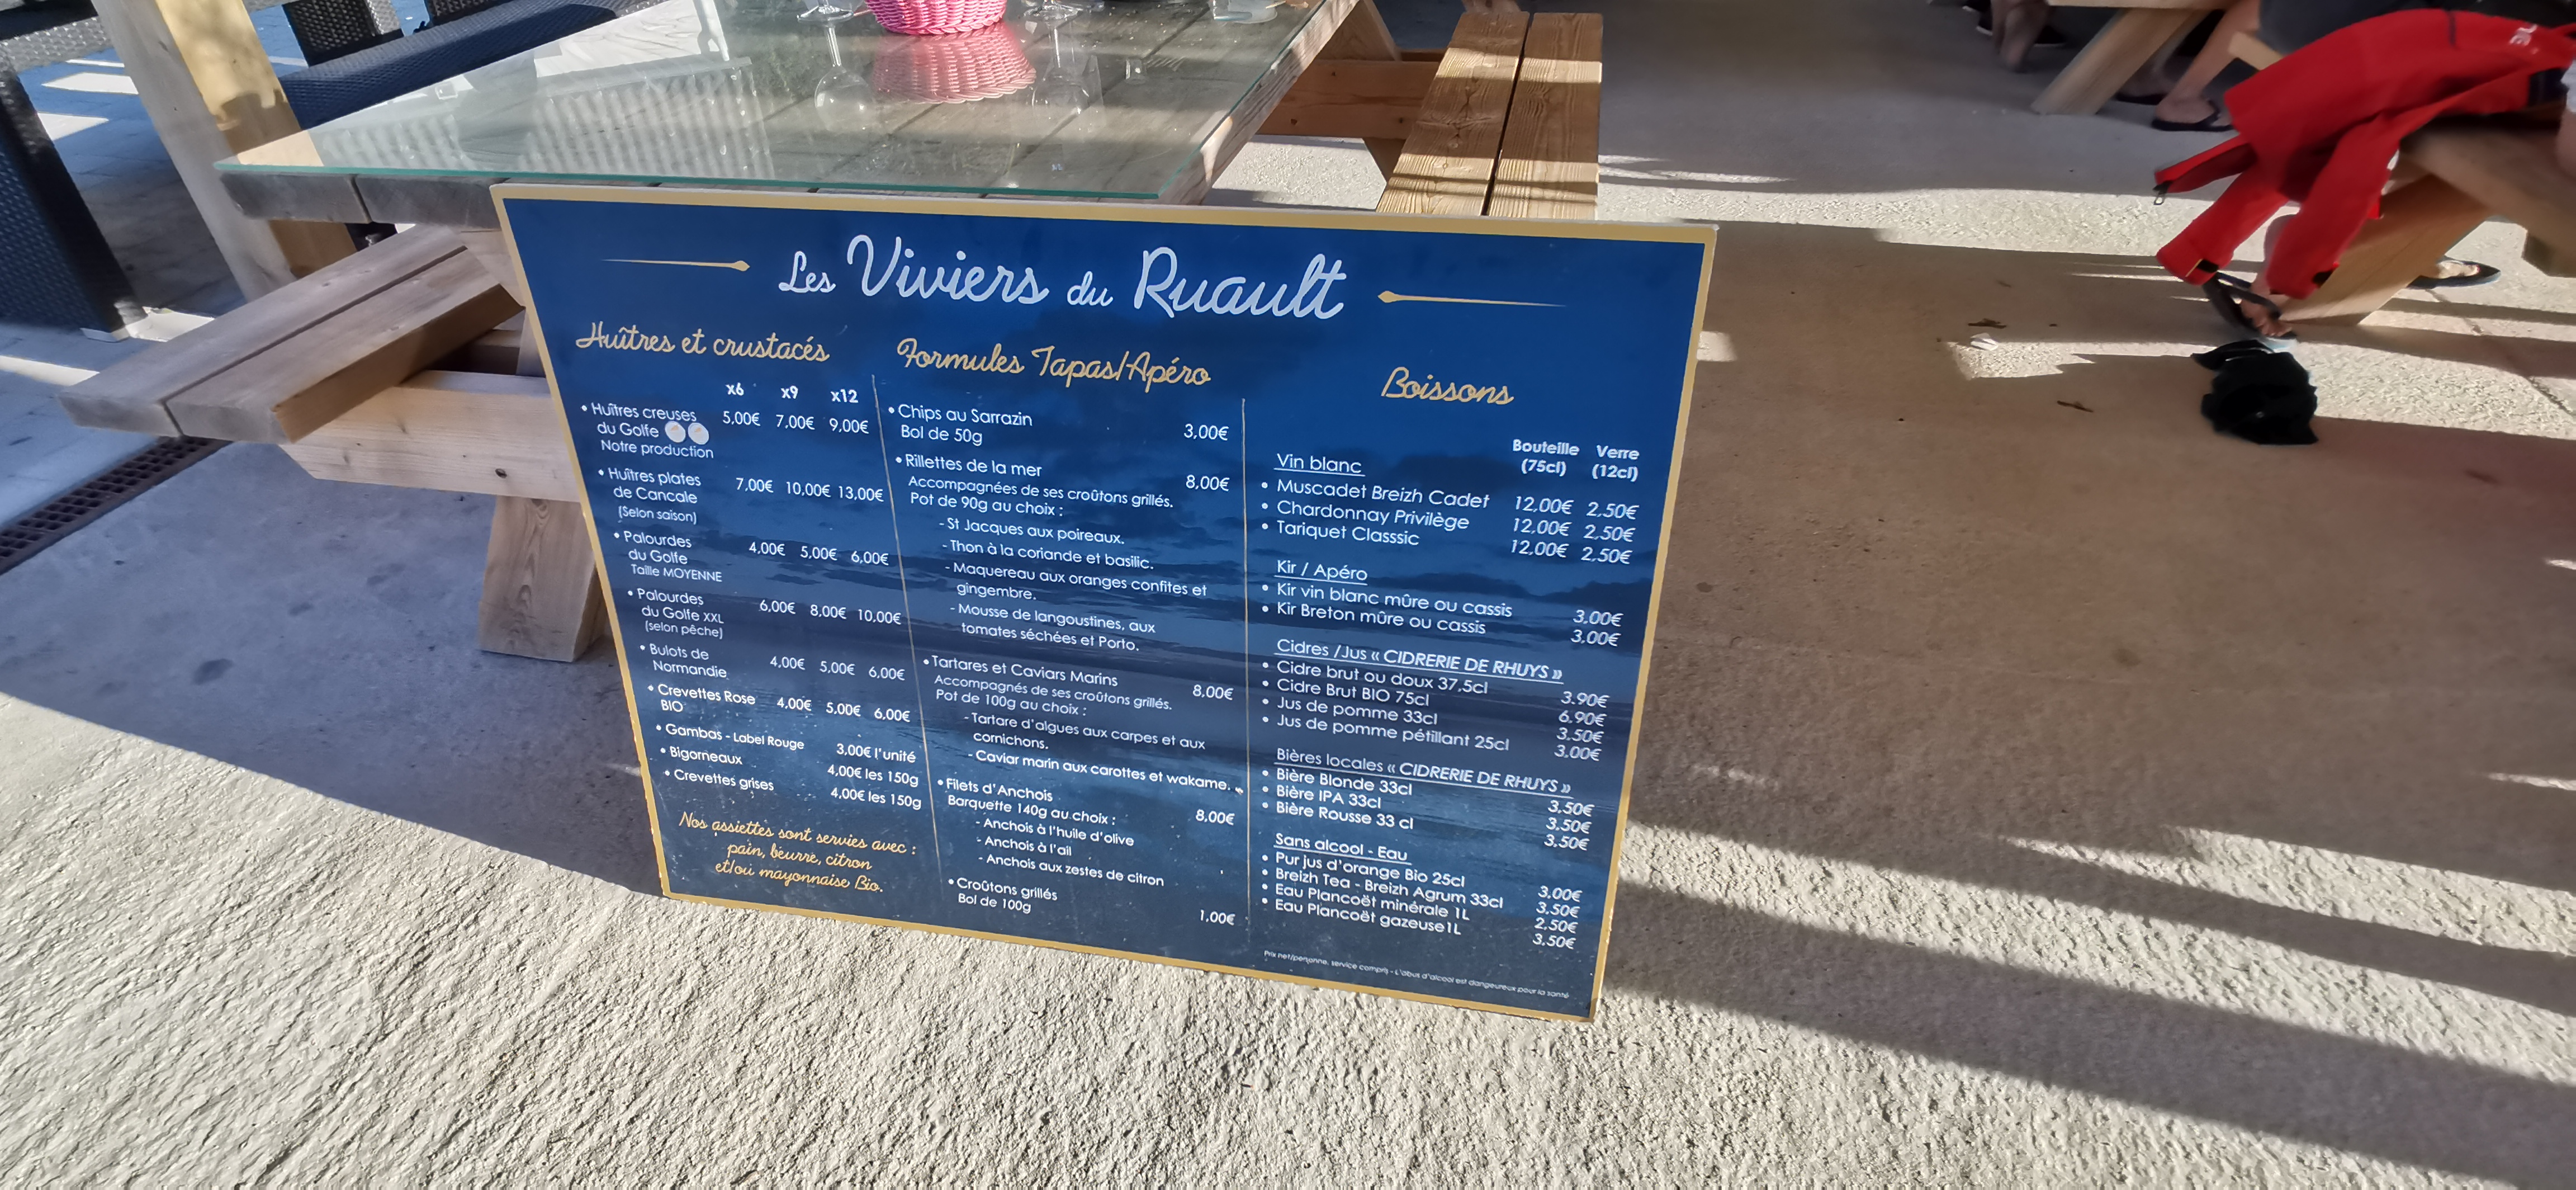 Les Viviers du Ruault
Huîtres et crustacés
x6 x9 x12
• Huîtres creuses 5,00€ 7,00€ 9,00€
du Golfe
Notre production
• Huîtres plates 7,00€ 10,00€ 13,00€
de Cancale
(Selon saison)
• Palourdes 4,00€ 5,00€ 6,00€
du Golfe
Taille MOYENNE
• Palourdes 6,00€ 8,00€ 10,00€
du Golfe XXL
(selon pêche)
• Bulots de 4,00€ 5,00€ 6,00€
Normandie
• Crevettes Rose 4,00€ 5,00€ 6,00€
BIO
• Gambas - Label Rouge 3,00€ l'unité
• Bigorneaux 4,00€ les 150g
• Crevettes grises 4,00€ les 150g
Nos assiettes sont servies avec :
pain, beurre, citron
et/ou mayonnaise Bio.
Formules Tapas/Apéro
• Chips au Sarrazin 3,00€
Bol de 50g
• Rillettes de la mer 8,00€
Accompagnées de ses croûtons grillés.
Pot de 90g au choix :
- St Jacques aux poireaux.
- Thon à la coriande et basilic.
- Maquereau aux oranges confites et
gingembre.
- Mousse de langoustines, aux
tomates séchées et Porto.
• Tartares et Caviars Marins 8,00€
Accompagnés de ses croûtons grillés.
Pot de 100g au choix :
- Tartare d'algues aux carpes et aux
cornichons.
- Caviar marin aux carottes et wakame.
• Filets d'Anchois 8,00€
Barquette 140g au choix :
- Anchois à l'huile d'olive
- Anchois à l'ail
- Anchois aux zestes de citron
• Croûtons grillés 1,00€
Bol de 100g
Boissons
Bouteille Verre
(75cl) (12cl)
Vin blanc
• Muscadet Breizh Cadet 12,00€ 2,50€
• Chardonnay Privilège 12,00€ 2,50€
• Tariquet Classsic 12,00€ 2,50€
Kir / Apéro
• Kir vin blanc mûre ou cassis 3,00€
• Kir Breton mûre ou cassis 3,00€
Cidres /Jus « CIDRERIE DE RHUYS »
• Cidre brut ou doux 37,5cl 3,90€
• Cidre Brut BIO 75cl 6,90€
• Jus de pomme 33cl 3,50€
• Jus de pomme pétillant 25cl 3,00€
Bières locales « CIDRERIE DE RHUYS »
• Bière Blonde 33cl 3,50€
• Bière IPA 33cl 3,50€
• Bière Rousse 33 cl 3,50€
Sans alcool - Eau
• Pur jus d'orange Bio 25cl 3,00€
• Breizh Tea - Breizh Agrum 33cl 3,50€
• Eau Plancoët minérale 1L 2,50€
• Eau Plancoët gazeuse1L 3,50€
Prix net/personne, service compris - L'abus d'alcool est dangeureux pour la santé